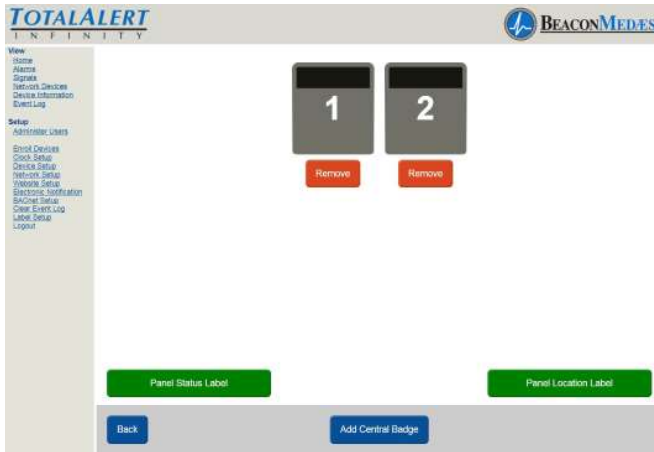 TOTALALERT
INFINITY
BEACONMEDÆS
View
Home
Alarms
Signals
Network Devices
Device Information
Event Log
Setup
Administer Users
Enroll Devices
Clock Setup
Device Setup
Network Setup
Website Setup
Electronic Notification
BACnet Setup
Clear Event Log
Label Setup
Logout
1
2
Remove
Remove
Panel Status Label
Panel Location Label
Back
Add Central Badge